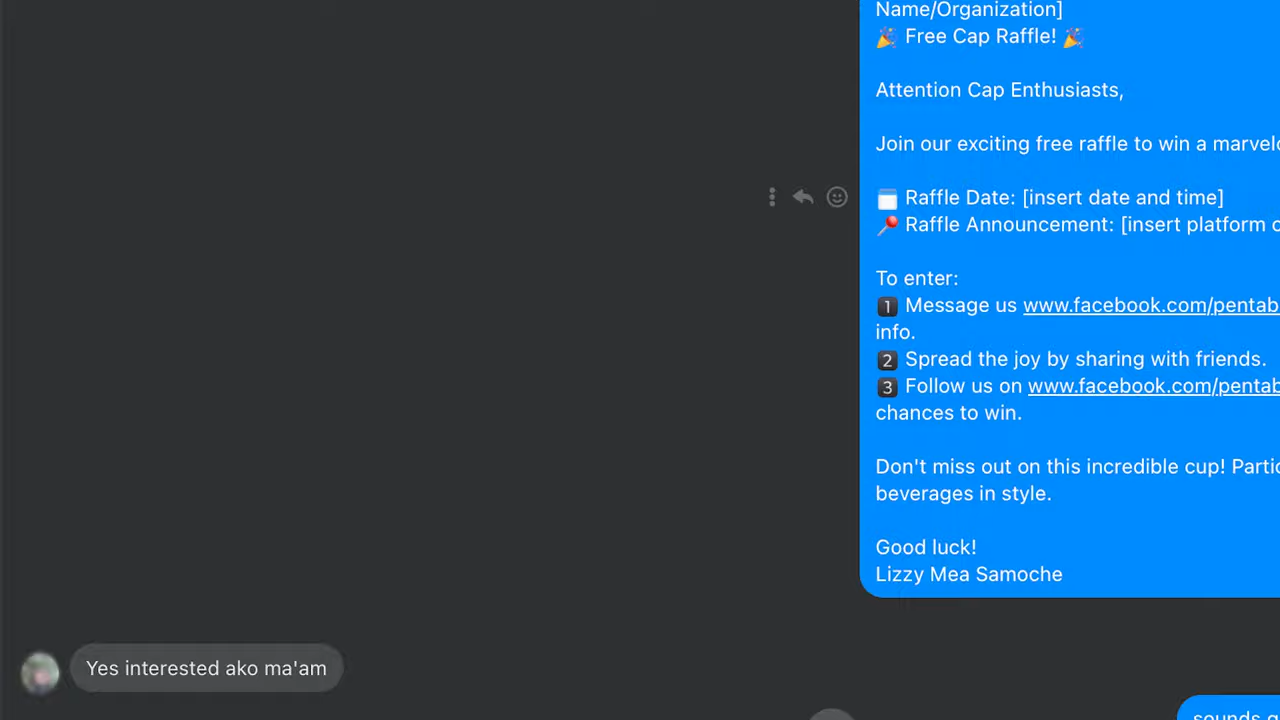 Name/Organization]
🎉 Free Cap Raffle! 🎉
Attention Cap Enthusiasts,
Join our exciting free raffle to win a
🗓 Raffle Date: [insert date and time]
📍 Raffle Announcement: [insert platform
To enter:
1️⃣ Message us www.facebook.com/pentab
info.
2️⃣ Spread the joy by sharing with friends.
3️⃣ Follow us on www.facebook.com/pentab
chances to win.
Don't miss out on this incredible cup!
beverages in style.
Good luck!
Lizzy Mea Samoche
Yes interested ako ma'am
sounds